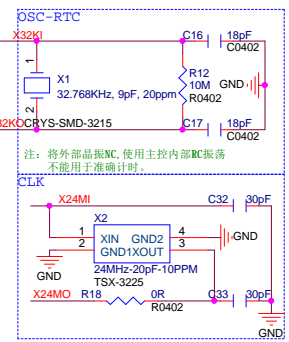 OSC-RTC
X32KI
C16
18pF
C0402
1
X1
32.768KHz, 9pF, 20ppm
2
R12
10M
R0402
GND
32KO
CRYS-SMD-3215
C17
18pF
C0402
注：将外部晶振NC,使用主控内部RC振荡
不能用于准确计时。
CLK
X24MI
C32
30pF
X2
1
XIN
GND2
4
GND
2
GND1
XOUT
3
GND
24MHz-20pF-10PPM
TSX-3225
X24MO
R18
0R
R0402
C33
30pF
GND